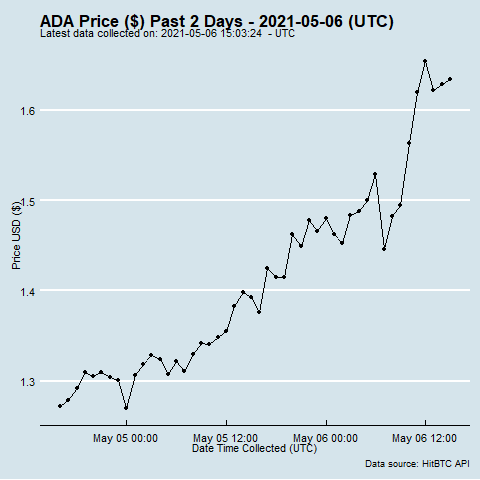 ADA Price ($) Past 2 Days - 2021-05-06 (UTC)
Latest data collected on: 2021-05-06 15:03:24 - UTC
1.6
1.5
1.4
1.3
Price USD ($)
May 05 00:00
May 05 12:00
May 06 00:00
May 06 12:00
Date Time Collected (UTC)
Data source: HitBTC API